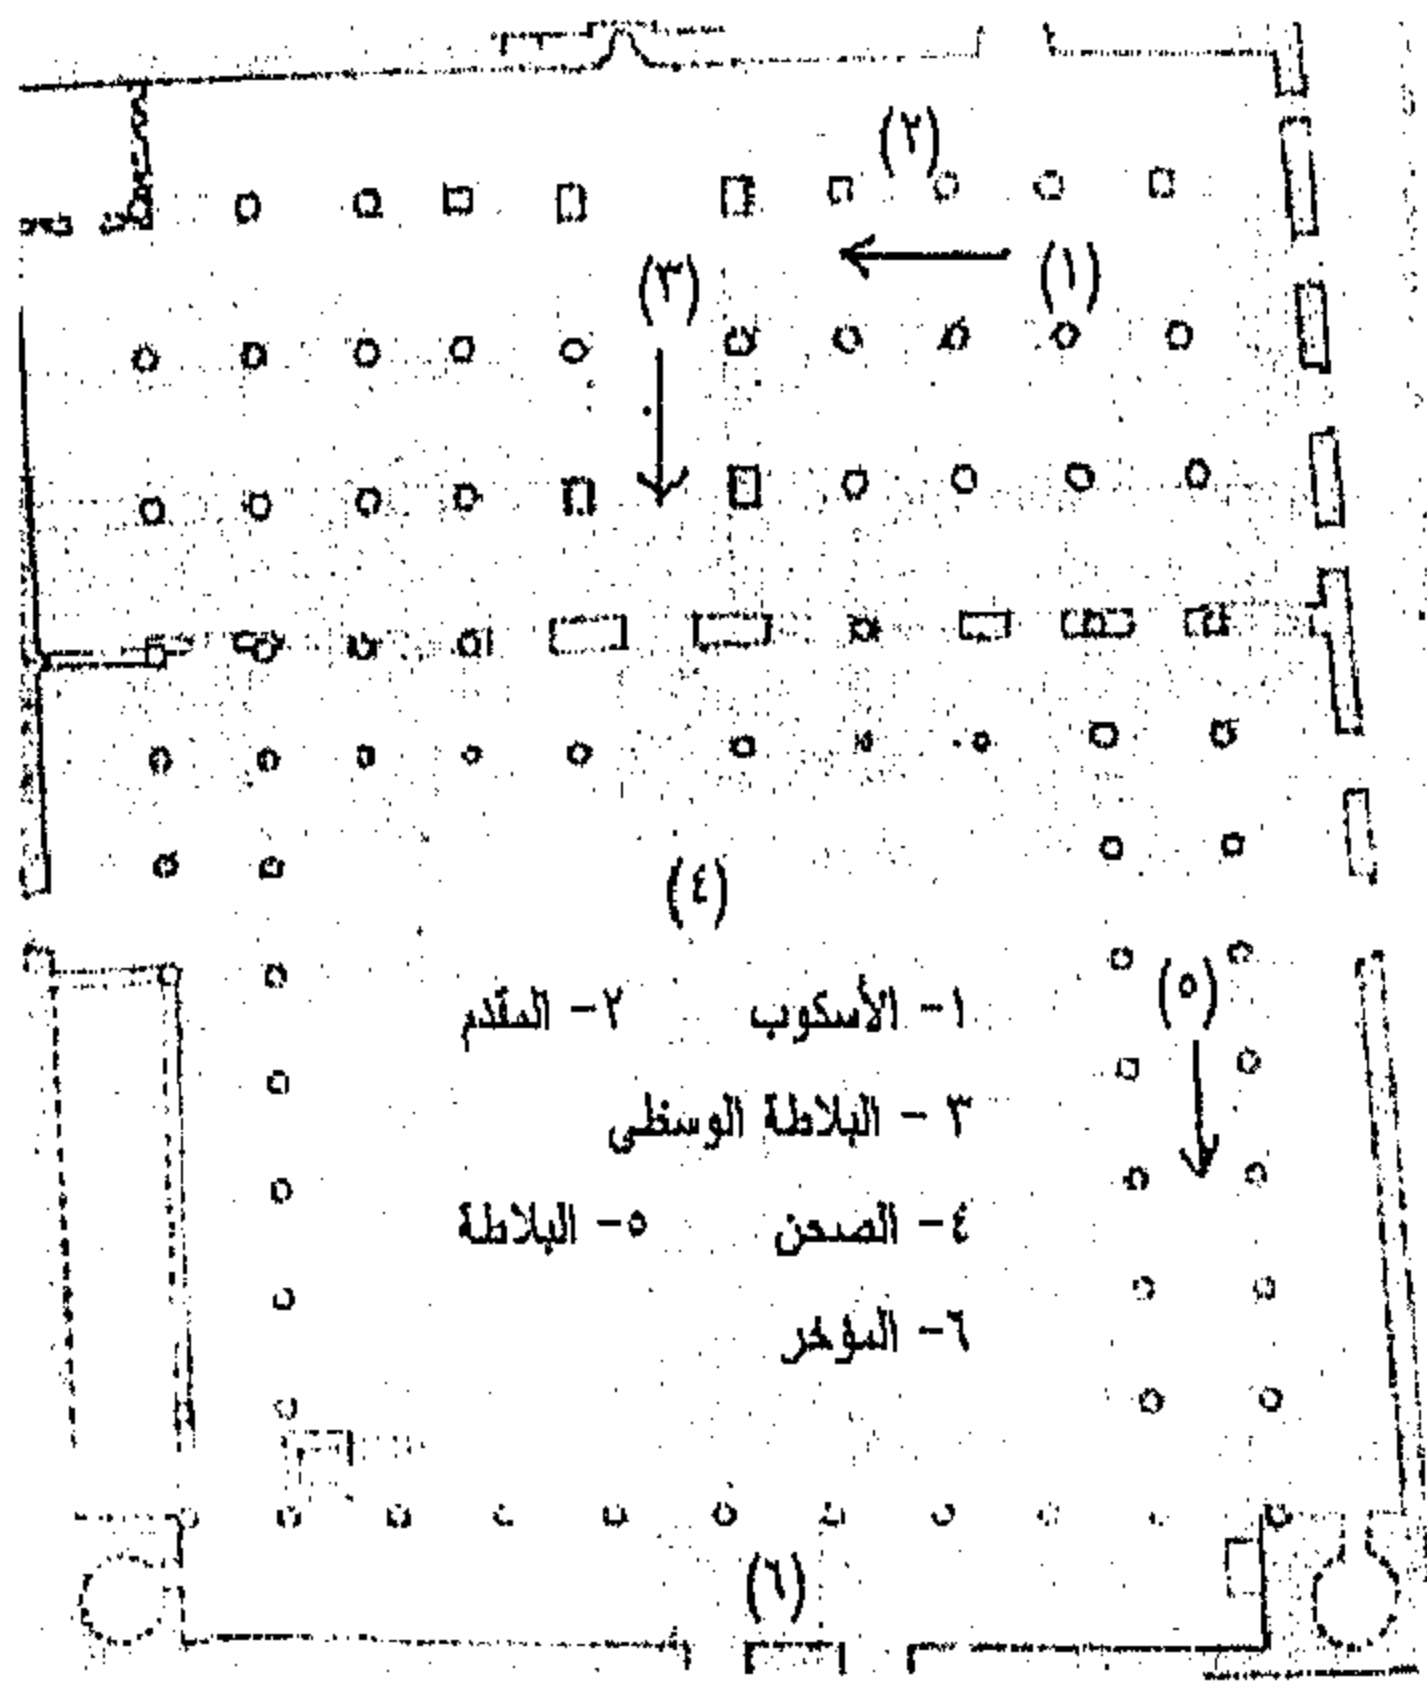 (٢)
(١)
(٣)
(٤)
(٥)
١- الأسكوب ٢- المقدم
٣ - البلاطة الوسطى
٤- الصحن ٥- البلاطة
٦- المؤخر
(٦)